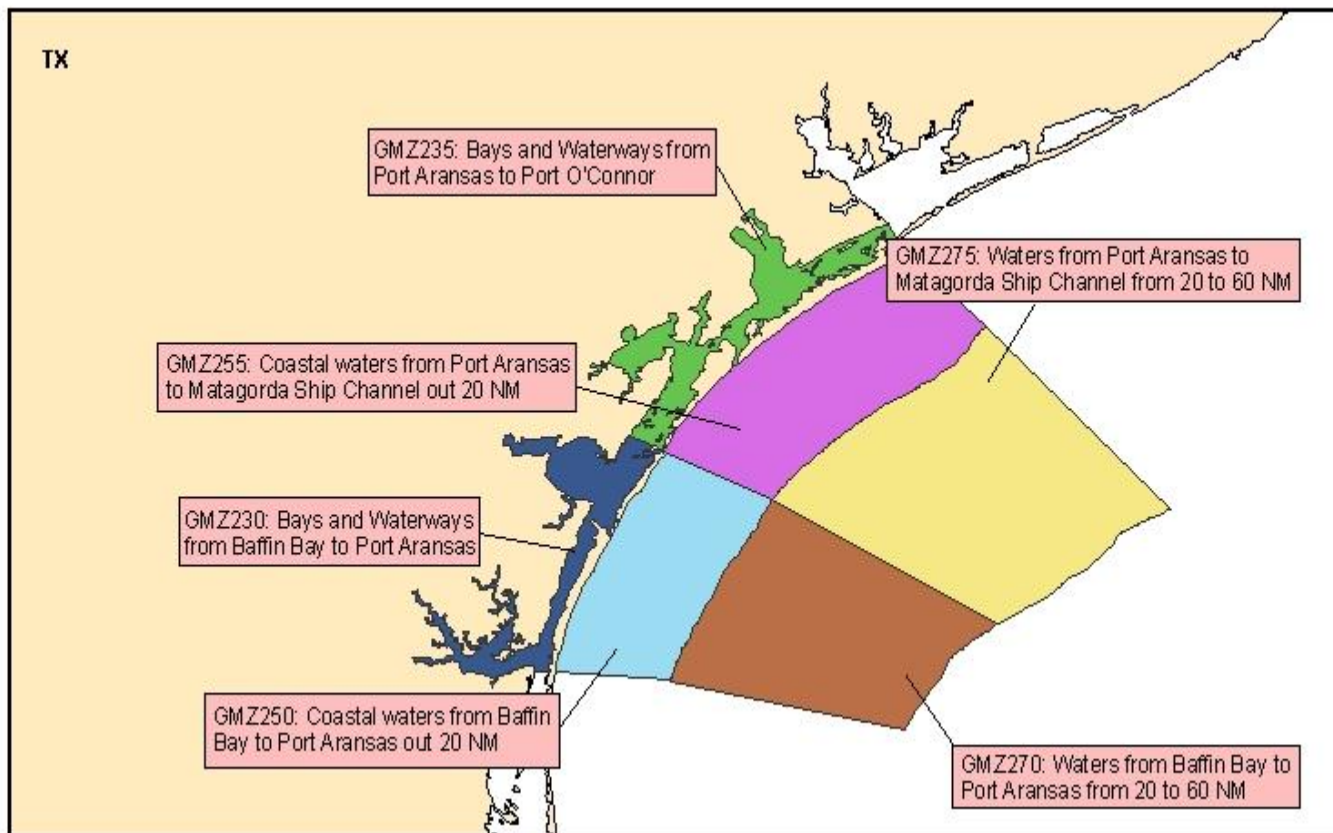 TX
GMZ235: Bays and Waterways from
Port Aransas to Port O'Connor
GMZ275: Waters from Port Aransas to
Matagorda Ship Channel from 20 to 60 NM
GMZ255: Coastal waters from Port Aransas
to Matagorda Ship Channel out 20 NM
GMZ230: Bays and Waterways
from Baffin Bay to Port Aransas
GMZ250: Coastal waters from Baffin
Bay to Port Aransas out 20 NM
GMZ270: Waters from Baffin Bay to
Port Aransas from 20 to 60 NM